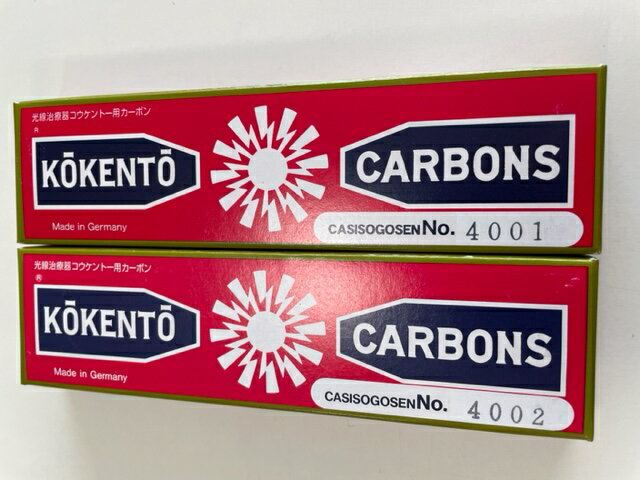 光線治療器コウケントー用カーボン
®
KŌKENTŌ
CARBONS
Made in Germany
CASISOGOSEN No. 4001
光線治療器コウケントー用カーボン
®
KŌKENTŌ
CARBONS
Made in Germany
CASISOGOSEN No. 4002